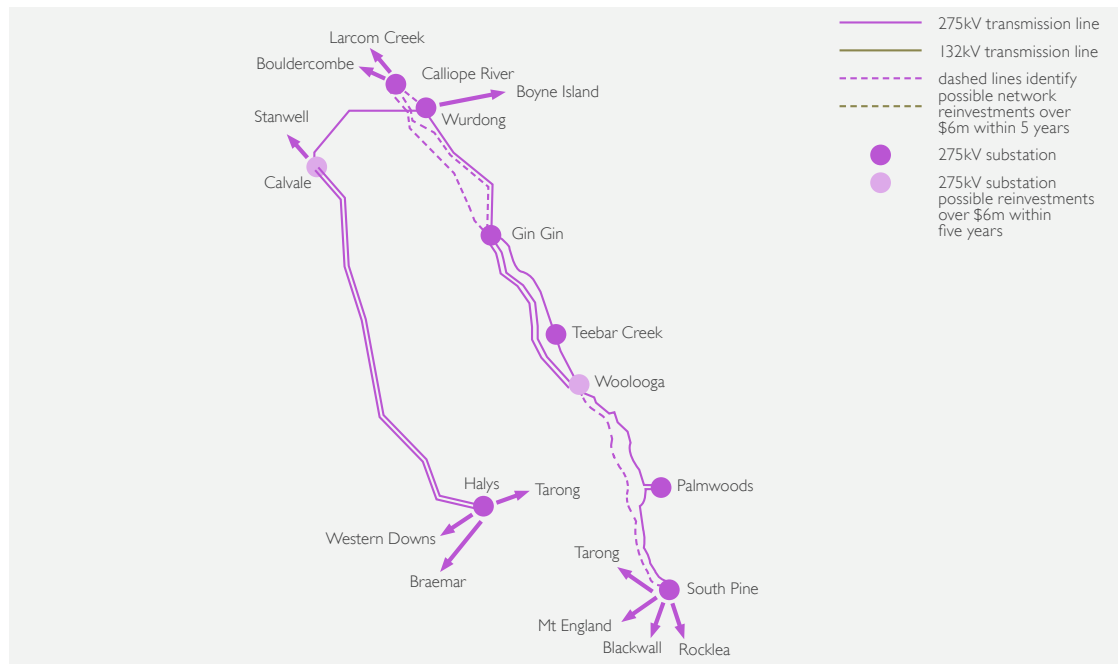 Larcom Creek
Bouldercombe
Calliope River
Boyne Island
Wurdong
Stanwell
Calvale
Gin Gin
Teebar Creek
Woolooga
Palmwoods
Halys
Tarong
Western Downs
Braemar
Tarong
South Pine
Mt England
Blackwall
Rocklea
275kV transmission line
132kV transmission line
dashed lines identify
possible network
reinvestments over
$6m within 5 years
275kV substation
275kV substation
possible reinvestments
over $6m within
five years